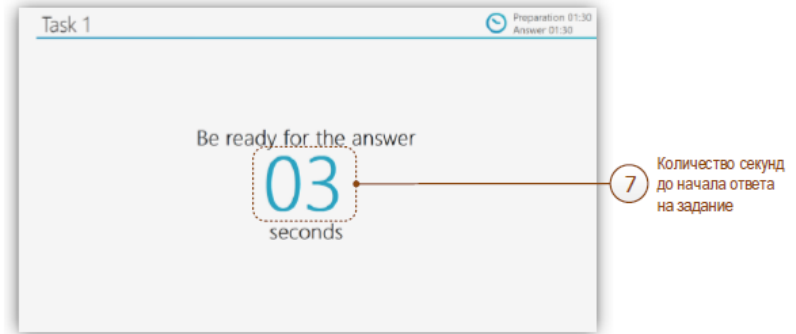 Task 1
Preparation 01:30
Answer 01:30
Be ready for the answer
03
seconds
7
Количество секунд
до начала ответа
на задание